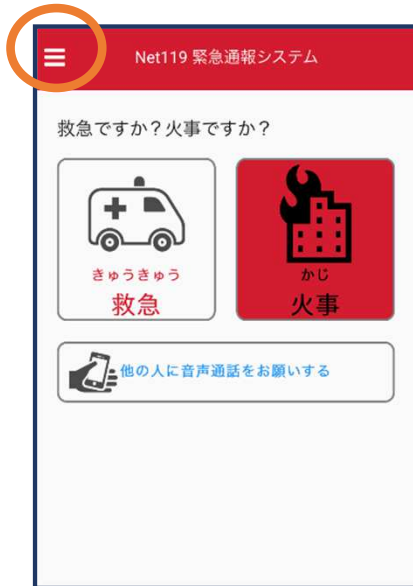 Net119 緊急通報システム
救急ですか？火事ですか？
きゅうきゅう
救急
かじ
火事
他の人に音声通話をお願いする